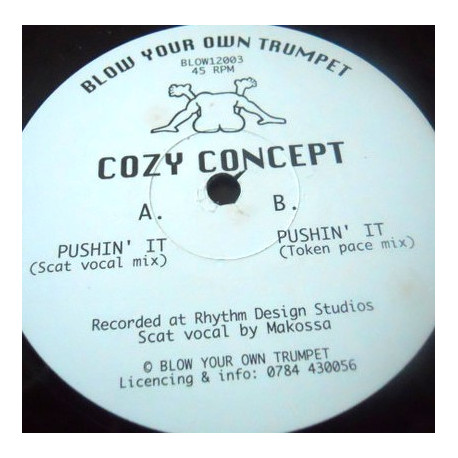 BLOW YOUR OWN TRUMPET
BLOW12003
45 RPM
COZY CONCEPT
A.
PUSHIN' IT
(Scat vocal mix)
B.
PUSHIN' IT
(Token pace mix)
Recorded at Rhythm Design Studios
Scat vocal by Makossa
© BLOW YOUR OWN TRUMPET
Licencing & info: 0784 430056